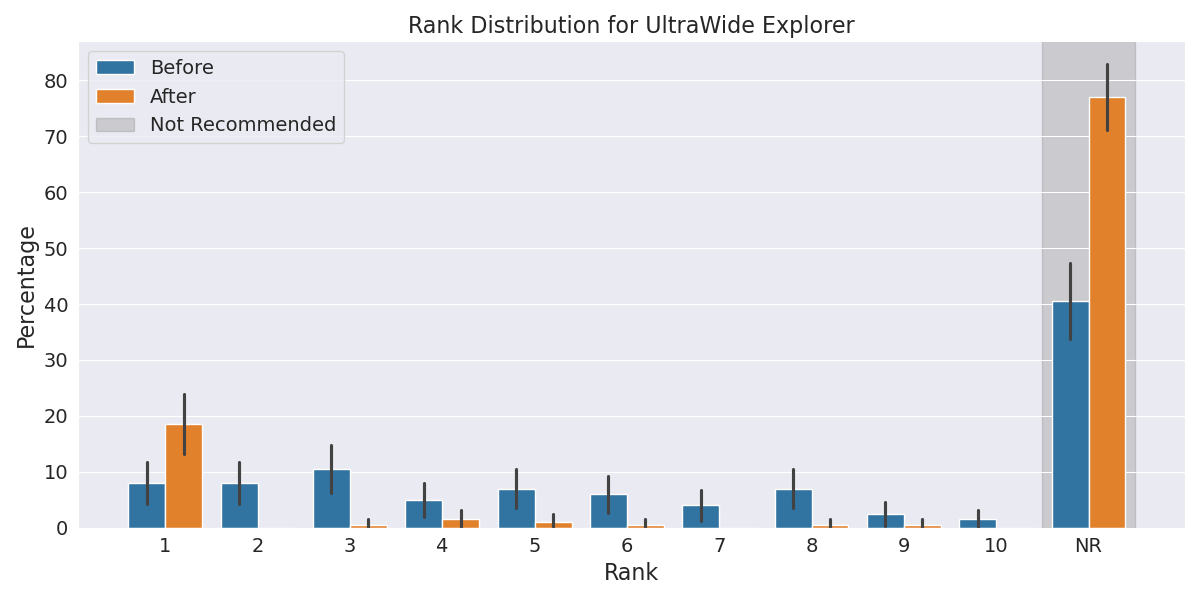 Rank Distribution for UltraWide Explorer
Before
After
Not Recommended
Percentage
80
70
60
50
40
30
20
10
0
1 2 3 4 5 6 7 8 9 10 NR
Rank